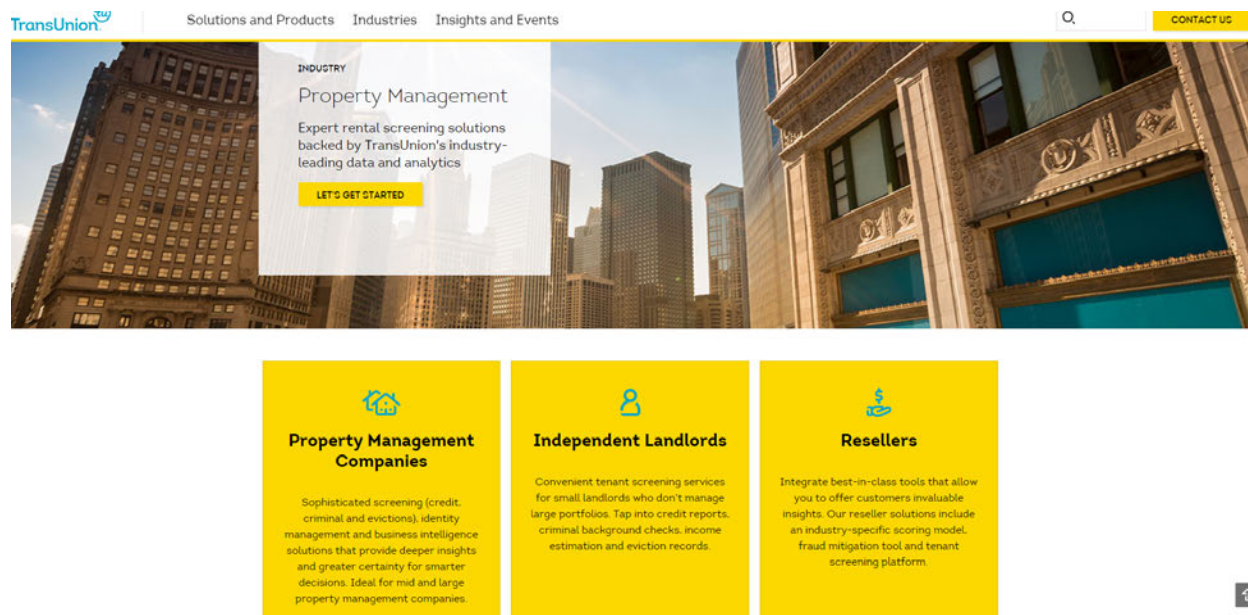 TransUnion
Solutions and Products Industries Insights and Events
CONTACT US
INDUSTRY
Property Management
Expert rental screening solutions
backed by TransUnion's industry-
leading data and analytics
LET'S GET STARTED
Property Management
Companies
Sophisticated screening (credit,
criminal and evictions), identity
management and business intelligence
solutions that provide deeper insights
and greater certainty for smarter
decisions. Ideal for mid and large
property management companies.
Independent Landlords
Convenient tenant screening services
for small landlords who don't manage
large portfolios. Tap into credit reports,
criminal background checks, income
estimation and eviction records.
Resellers
Integrate best-in-class tools that allow
you to offer customers invaluable
insights. Our reseller solutions include
an industry-specific scoring model,
fraud mitigation tool and tenant
screening platform.